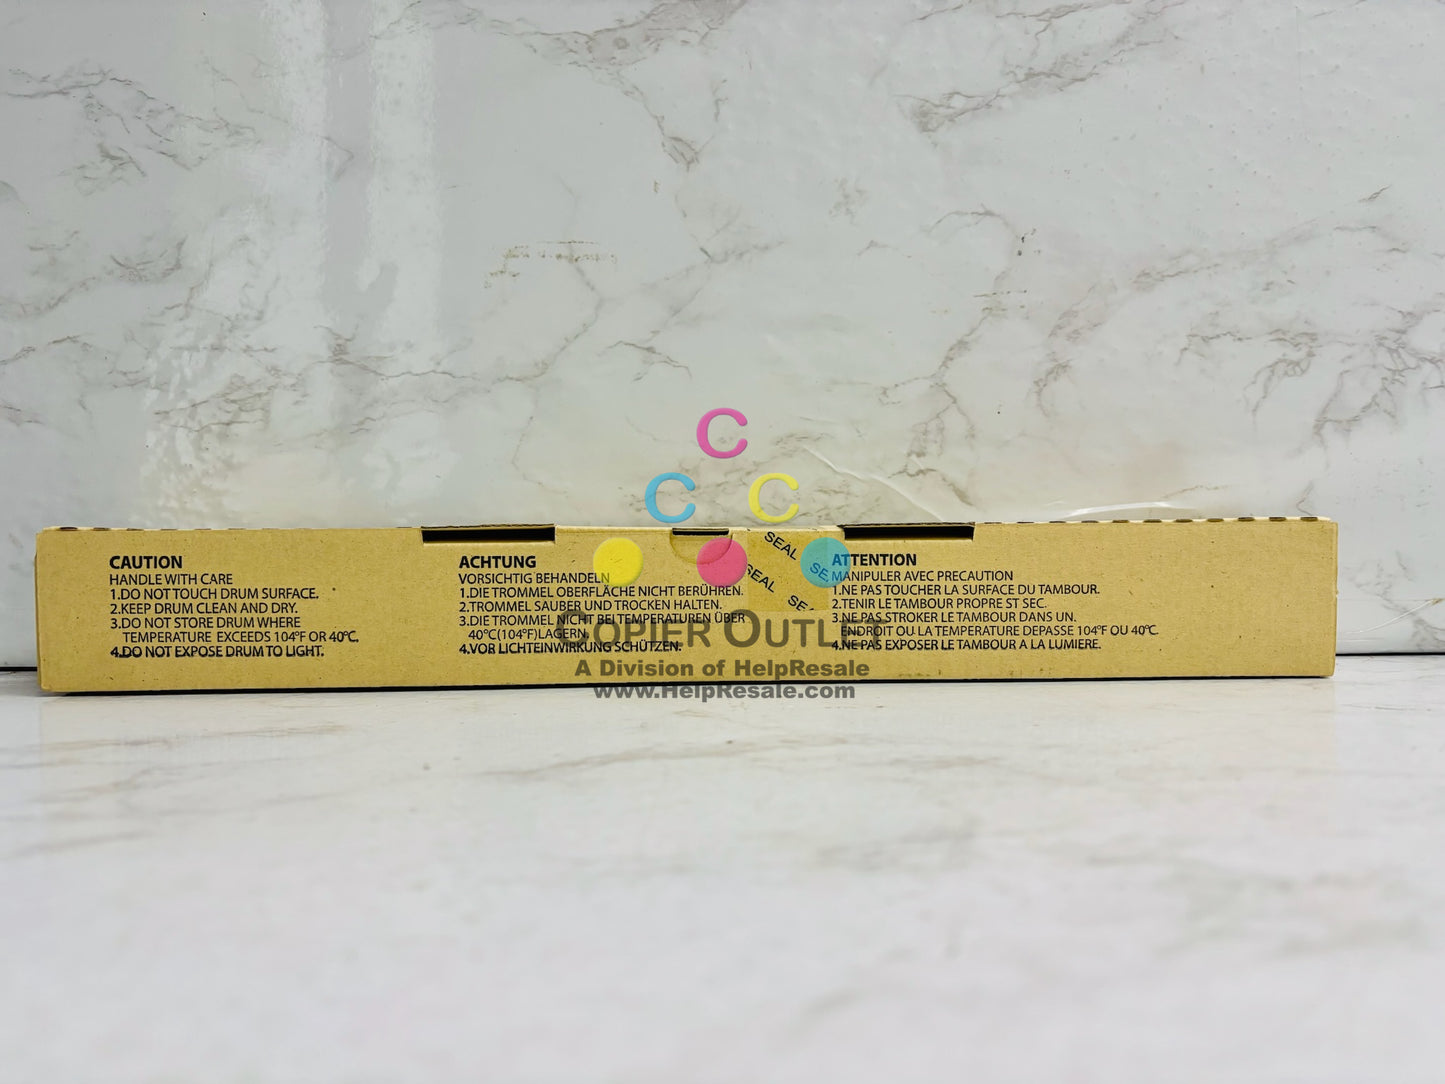 CAUTION
HANDLE WITH CARE
1.DO NOT TOUCH DRUM SURFACE.
2.KEEP DRUM CLEAN AND DRY.
3.DO NOT STORE DRUM WHERE
TEMPERATURE EXCEEDS 104°F OR 40°C,
4.DO NOT EXPOSE DRUM TO LIGHT.
ACHTUNG
VORSICHTIG BEHANDELN
1.DIE TROMMEL OBERFLÄCHE NICHT BERÜHREN.
2.TROMMEL SAUBER UND TROCKEN HALTEN.
3.DIE TROMMEL NICHT BEI TEMPERATUREN ÜBER
40°C(104°F)LAGERN.
4.VOR LICHTEINWIRKUNG SCHÜTZEN.
SEAL
SEAL
ATTENTION
MANIPULER AVEC PRECAUTION
1.NE PAS TOUCHER LA SURFACE DU TAMBOUR.
2.TENIR LE TAMBOUR PROPRE ST SEC.
3.NE PAS STROKER LE TAMBOUR DANS UN.
ENDROIT OU LA TEMPERATURE DEPASSE 104°F OU 40°C.
4.NE PAS EXPOSER LE TAMBOUR A LA LUMIERE.
C
C C
COPIER OUTLET
A Division of HelpResale
www.HelpResale.com